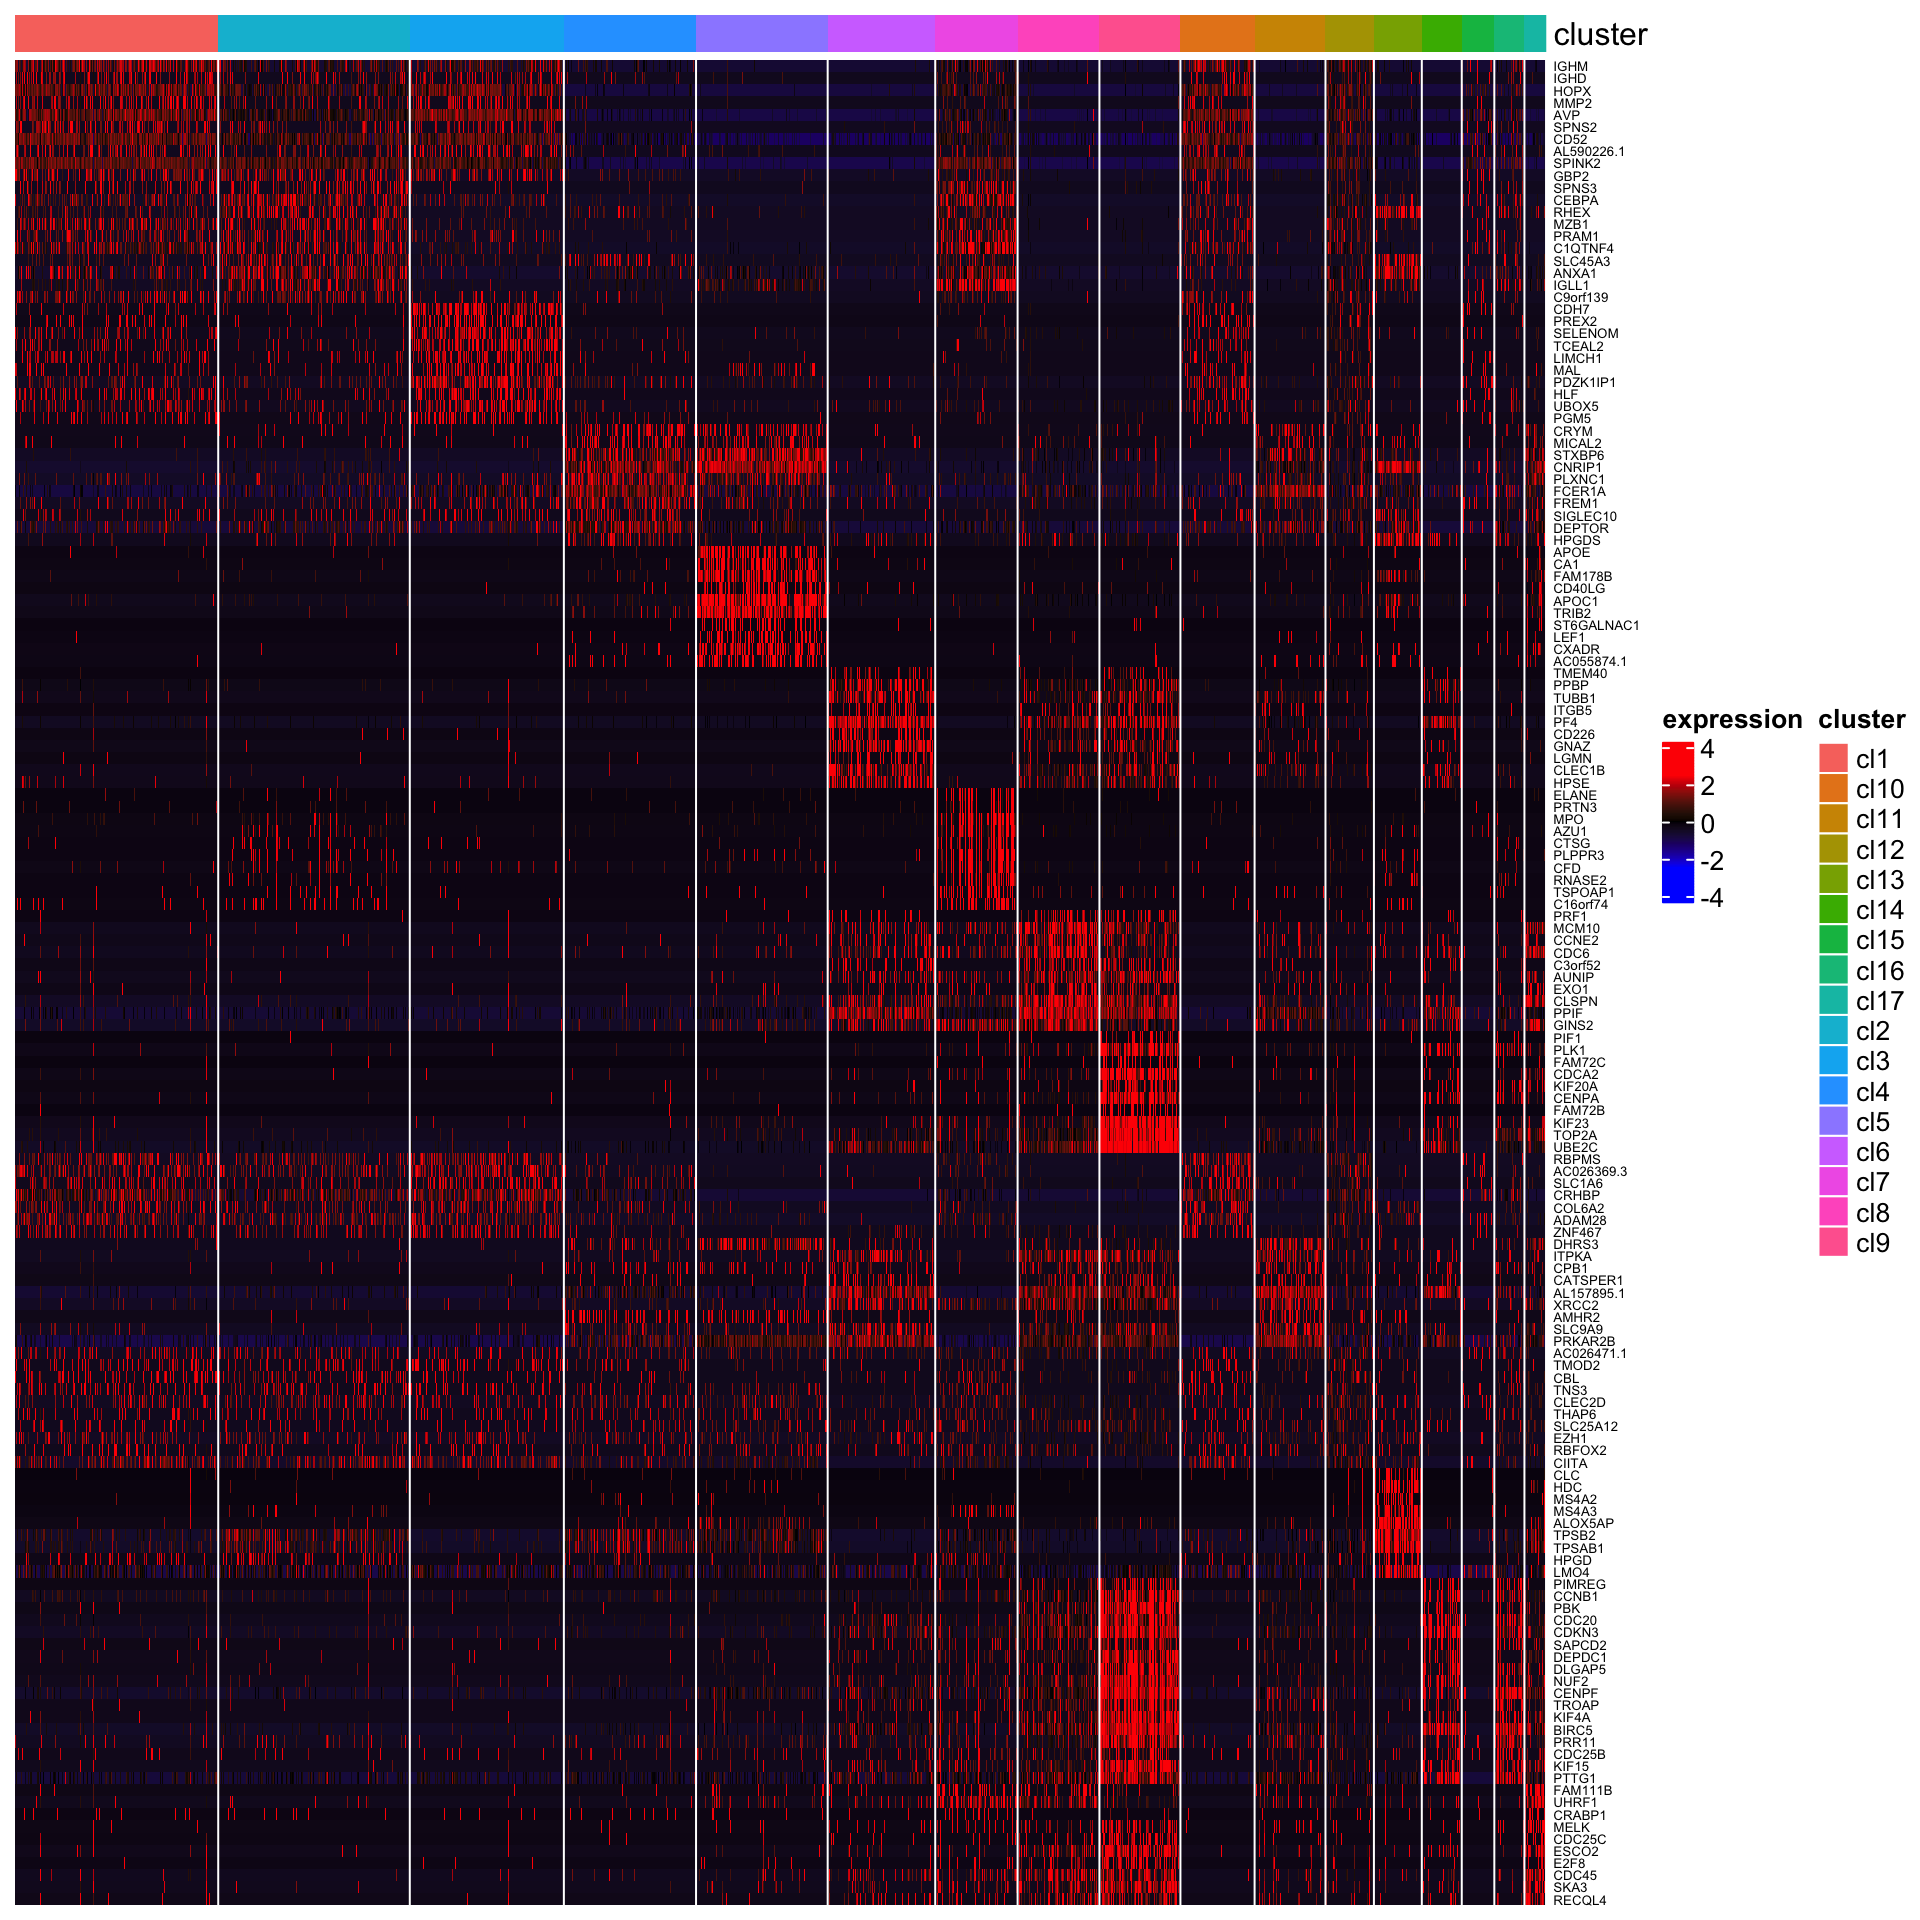 cluster
IGHM
IGHD
HOPX
MMP2
AVP
SPNS2
CD52
AL590226.1
SPINK2
GBP2
SPNS3
CEBPA
RHEX
MZB1
PRAM1
C1QTNF4
SLC45A3
ANXA1
IGLL1
C9orf139
CDH7
PREX2
SELENOM
TCEAL2
LIMCH1
MAL
PDZK1IP1
HLF
UBOX5
PGM5
CRYM
MICAL2
STXBP6
CNRIP1
PLXNC1
FCER1A
FREM1
SIGLEC10
DEPTOR
HPGDS
APOE
CA1
FAM178B
CD40LG
APOC1
TRIB2
ST6GALNAC1
LEF1
CXADR
AC055874.1
TMEM40
PPBP
TUBB1
ITGB5
PF4
CD226
GNAZ
LGMN
CLEC1B
HPSE
ELANE
PRTN3
MPO
AZU1
CTSG
PLPPR3
CFD
RNASE2
TSPOAP1
C16orf74
PRF1
MCM10
CCNE2
CDC6
C3orf52
AUNIP
EXO1
CLSPN
PPIF
GINS2
PIF1
PLK1
FAM72C
CDCA2
KIF20A
CENPA
FAM72B
KIF23
TOP2A
UBE2C
RBPMS
AC026369.3
SLC1A6
CRHBP
COL6A2
ADAM28
ZNF467
DHRS3
ITPKA
CPB1
CATSPER1
AL157895.1
XRCC2
AMHR2
SLC9A9
PRKAR2B
AC026471.1
TMOD2
CBL
TNS3
CLEC2D
THAP6
SLC25A12
EZH1
RBFOX2
CIITA
CLC
HDC
MS4A2
MS4A3
ALOX5AP
TPSB2
TPSAB1
HPGD
LMO4
PIMREG
CCNB1
PBK
CDC20
CDKN3
SAPCD2
DEPDC1
DLGAP5
NUF2
CENPF
TROAP
KIF4A
BIRC5
PRR11
CDC25B
KIF15
PTTG1
FAM111B
UHRF1
CRABP1
MELK
CDC25C
ESCO2
E2F8
CDC45
SKA3
RECQL4
expression
4
2
0
-2
-4
cluster
cl1
cl10
cl11
cl12
cl13
cl14
cl15
cl16
cl17
cl2
cl3
cl4
cl5
cl6
cl7
cl8
cl9